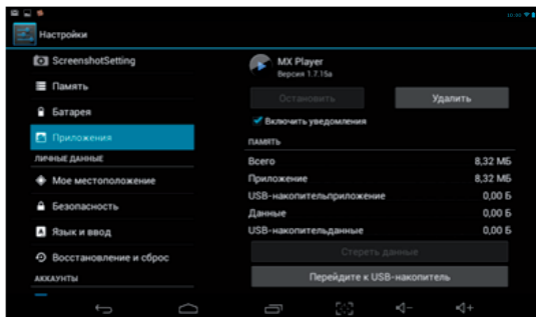 10:30
Настройки
ScreenshotSetting
Память
Батарея
Приложения
ЛИЧНЫЕ ДАННЫЕ
Мое местоположение
Безопасность
Язык и ввод
Восстановление и сброс
АККАУНТЫ
MX Player
Версия 1.7.15a
Остановить
Удалить
Включить уведомления
ПАМЯТЬ
Всего 8,32 МБ
Приложение 8,32 МБ
USB-накопительприложение 0,00 Б
Данные 0,00 Б
USB-накопительданные 0,00 Б
Стереть данные
Перейдите к USB-накопитель